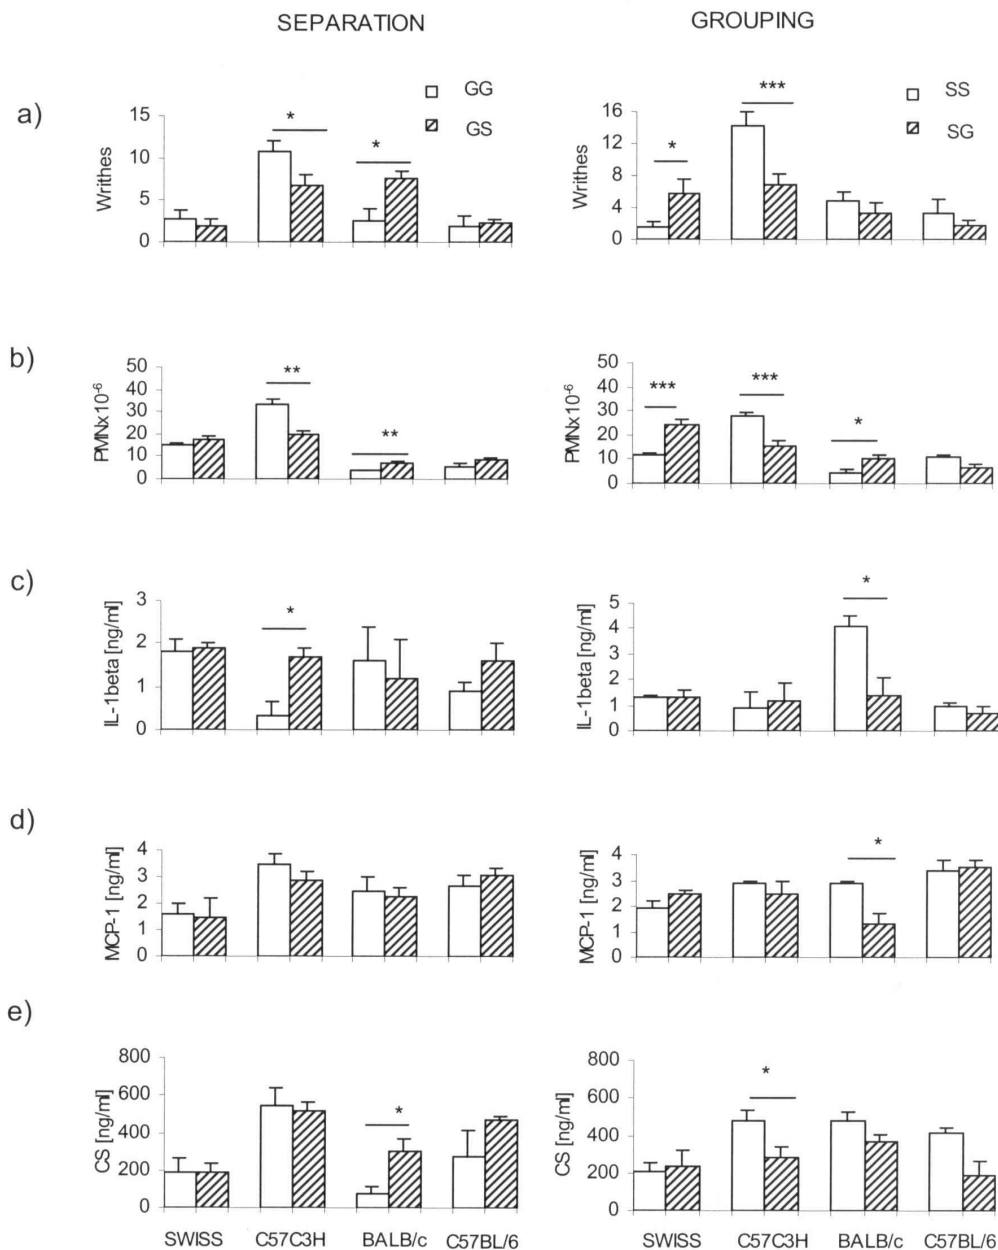 SEPARATION
GROUPING
a)
Writhes
15
10
5
0
*
*
GG
GS
Writhes
16
12
8
4
0
*
***
SS
SG
b)
PMNx10-6
50
40
30
20
10
0
**
**
PMNx10-6
50
40
30
20
10
0
***
***
*
c)
IL-1beta [ng/ml]
3
2
1
0
*
IL-1beta [ng/ml]
5
4
3
2
1
0
*
d)
MCP-1 [ng/ml]
4
3
2
1
0
MCP-1 [ng/ml]
4
3
2
1
0
*
e)
CS [ng/ml]
800
600
400
200
0
*
SWISS C57C3H BALB/c C57BL/6
CS [ng/ml]
800
600
400
200
0
*
SWISS C57C3H BALB/c C57BL/6